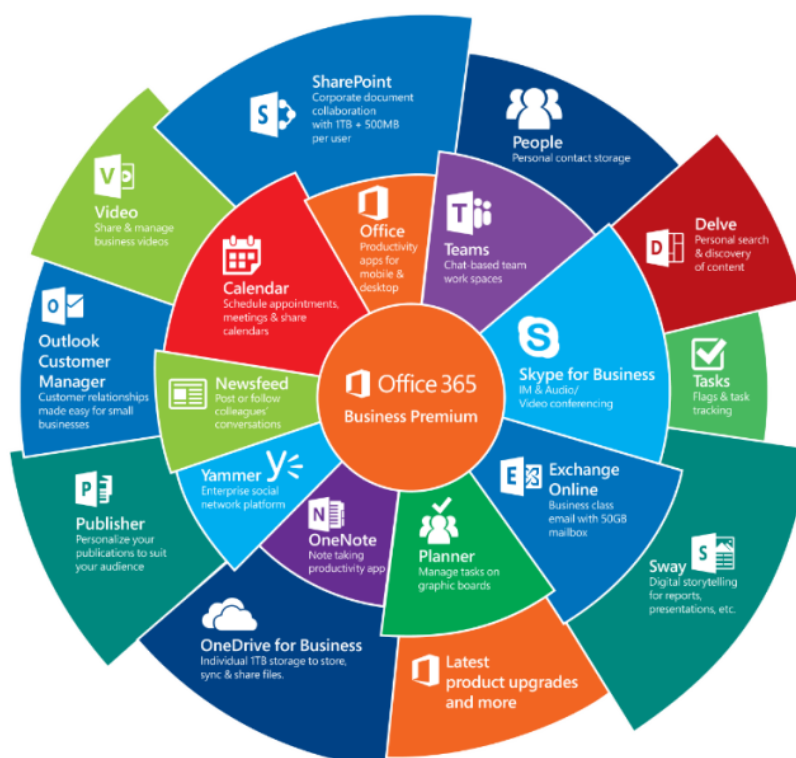 SharePoint
Corporate document
collaboration
with 1TB + 500MB
per user
People
Personal contact storage
Delve
Personal search
& discovery
of content
Tasks
Flags & task
tracking
Sway
Digital storytelling
for reports,
presentations, etc.
Latest
product upgrades
and more
OneDrive for Business
Individual 1TB storage to store,
sync & share files.
Publisher
Personalize your
publications to suit
your audience
Outlook
Customer
Manager
Customer relationships
made easy for small
businesses
Video
Share & manage
business videos
Office
Productivity
apps for
mobile &
desktop
Teams
Chat-based team
work spaces
Skype for Business
IM & Audio/
Video conferencing
Exchange
Online
Business class
email with 50GB
mailbox
Planner
Manage tasks on
graphic boards
OneNote
Note taking
productivity app
Yammer
Enterprise social
network platform
Newsfeed
Post or follow
colleagues'
conversations
Calendar
Schedule appointments,
meetings & share
calendars
Office 365
Business Premium